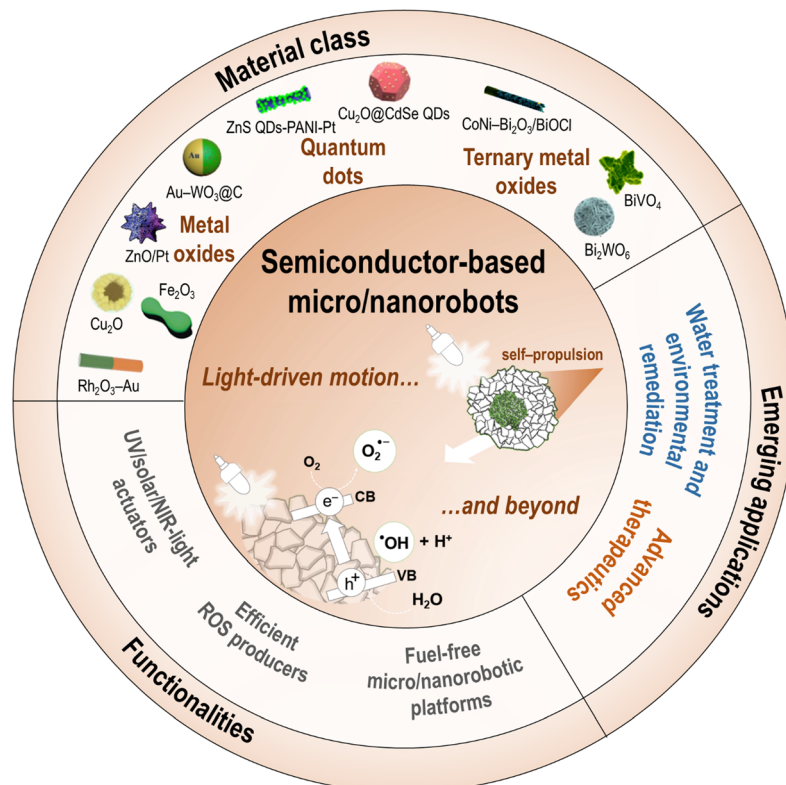 Material class
ZnS QDs-PANI-Pt
Cu₂O@CdSe QDs
Quantum
dots
CoNi–Bi₂O₃/BiOCl
Ternary metal
oxides
BiVO₄
Bi₂WO₆
Au
Au–WO₃@C
ZnO/Pt
Metal
oxides
Fe₂O₃
Cu₂O
Rh₂O₃–Au
Semiconductor-based
micro/nanorobots
Light-driven motion…
self–propulsion
O₂
O₂•⁻
e⁻
CB
…and beyond
•OH + H⁺
h⁺
VB
H₂O
Emerging applications
Water treatment and
environmental
remediation
Advanced
therapeutics
Functionalities
UV/solar/NIR-light
actuators
Efficient
ROS producers
Fuel-free
micro/nanorobotic
platforms